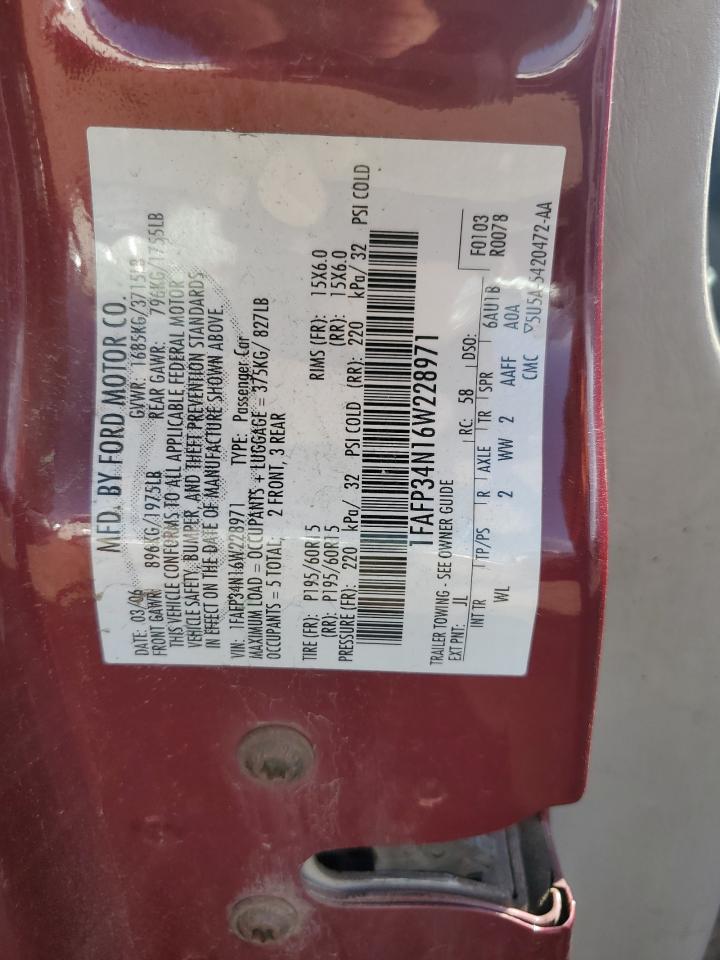 MFD. BY FORD MOTOR CO.
DATE: 03/06 GVWR: 1685KG/3715LB
FRONT GAWR: 896KG/1975LB REAR GAWR: 796KG/1755LB
THIS VEHICLE CONFORMS TO ALL APPLICABLE FEDERAL MOTOR
VEHICLE SAFETY, BUMPER, AND THEFT PREVENTION STANDARDS
IN EFFECT ON THE DATE OF MANUFACTURE SHOWN ABOVE.
VIN: 1FAFP34N16W228971 TYPE: Passenger Car
MAXIMUM LOAD = OCCUPANTS + LUGGAGE = 375KG/ 827LB
OCCUPANTS = 5 TOTAL, 2 FRONT, 3 REAR
TIRE (FR): P195/60R15 RIMS (FR): 15X6.0
(RR): P195/60R15 (RR): 15X6.0
PRESSURE (FR): 220 kPa/ 32 PSI COLD (RR): 220 kPa/ 32 PSI COLD
1FAFP34N16W228971
TRAILER TOWING - SEE OWNER GUIDE
EXT PNT: JL RC: 58 DSO: F0103
R0078
INT TR TP/PS R AXLE TR SPR 6AU1B
WL 2 WW 2 AAFF A0A
CMC ▽5U5A-5420472-AA